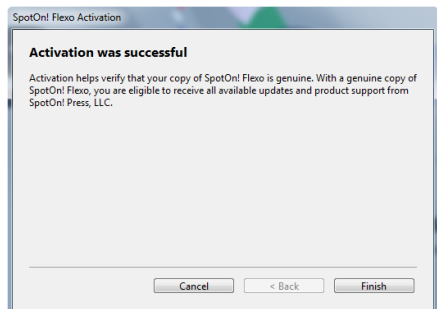 SpotOn! Flexo Activation
Activation was successful
Activation helps verify that your copy of SpotOn! Flexo is genuine. With a genuine copy of
SpotOn! Flexo, you are eligible to receive all available updates and product support from
SpotOn! Press, LLC.
Cancel
< Back
Finish